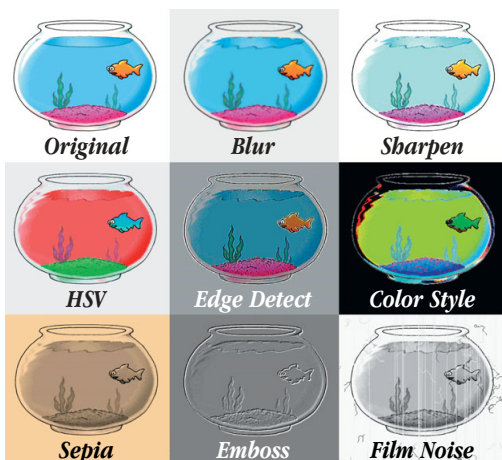 Original
Blur
Sharpen
HSV
Edge Detect
Color Style
Sepia
Emboss
Film Noise